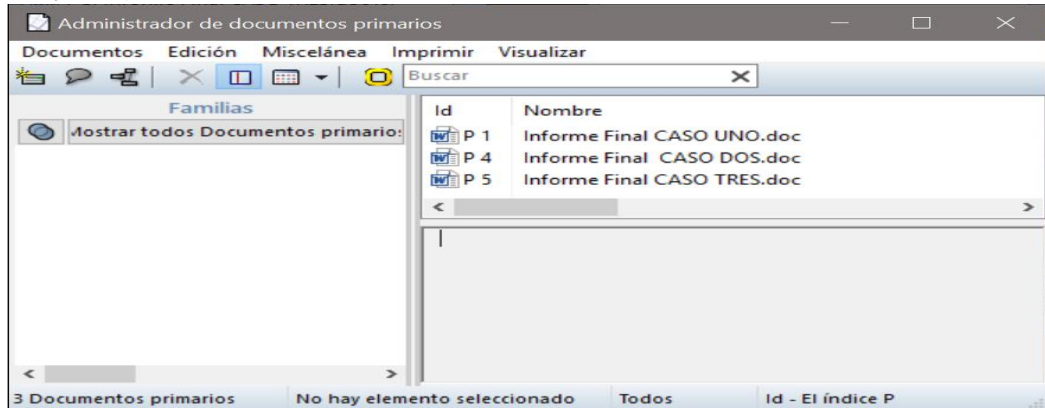 Administrador de documentos primarios
Documentos Edición Miscelánea Imprimir Visualizar
Buscar
Familias
Mostrar todos Documentos primarios
Id Nombre
P 1 Informe Final CASO UNO.doc
P 4 Informe Final CASO DOS.doc
P 5 Informe Final CASO TRES.doc
3 Documentos primarios No hay elemento seleccionado Todos Id - El índice P